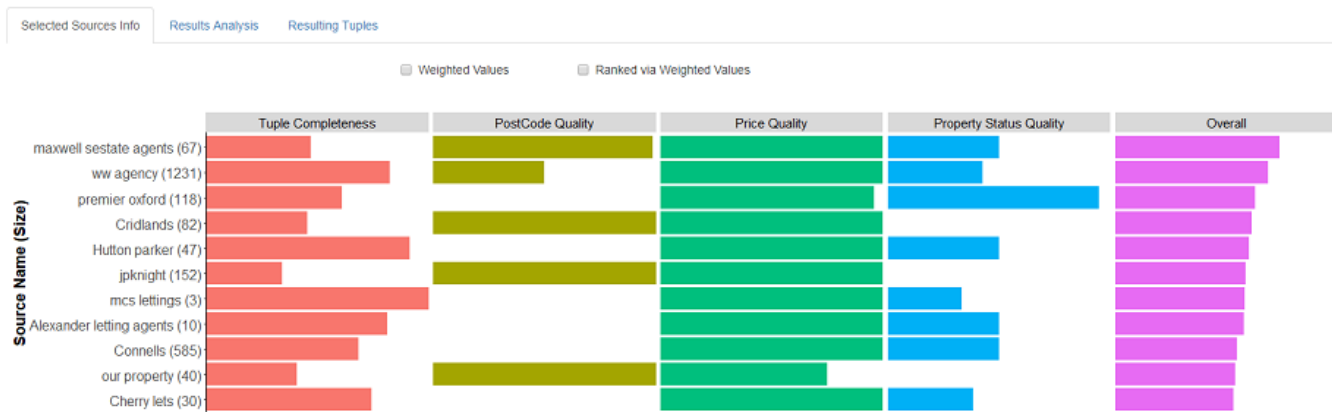 Selected Sources Info Results Analysis Resulting Tuples
Weighted Values Ranked via Weighted Values
Tuple Completeness PostCode Quality Price Quality Property Status Quality Overall
Source Name (Size)
maxwell sestate agents (67)
ww agency (1231)
premier oxford (118)
Cridlands (82)
Hutton parker (47)
jpknight (152)
mcs lettings (3)
Alexander letting agents (10)
Connells (585)
our property (40)
Cherry lets (30)